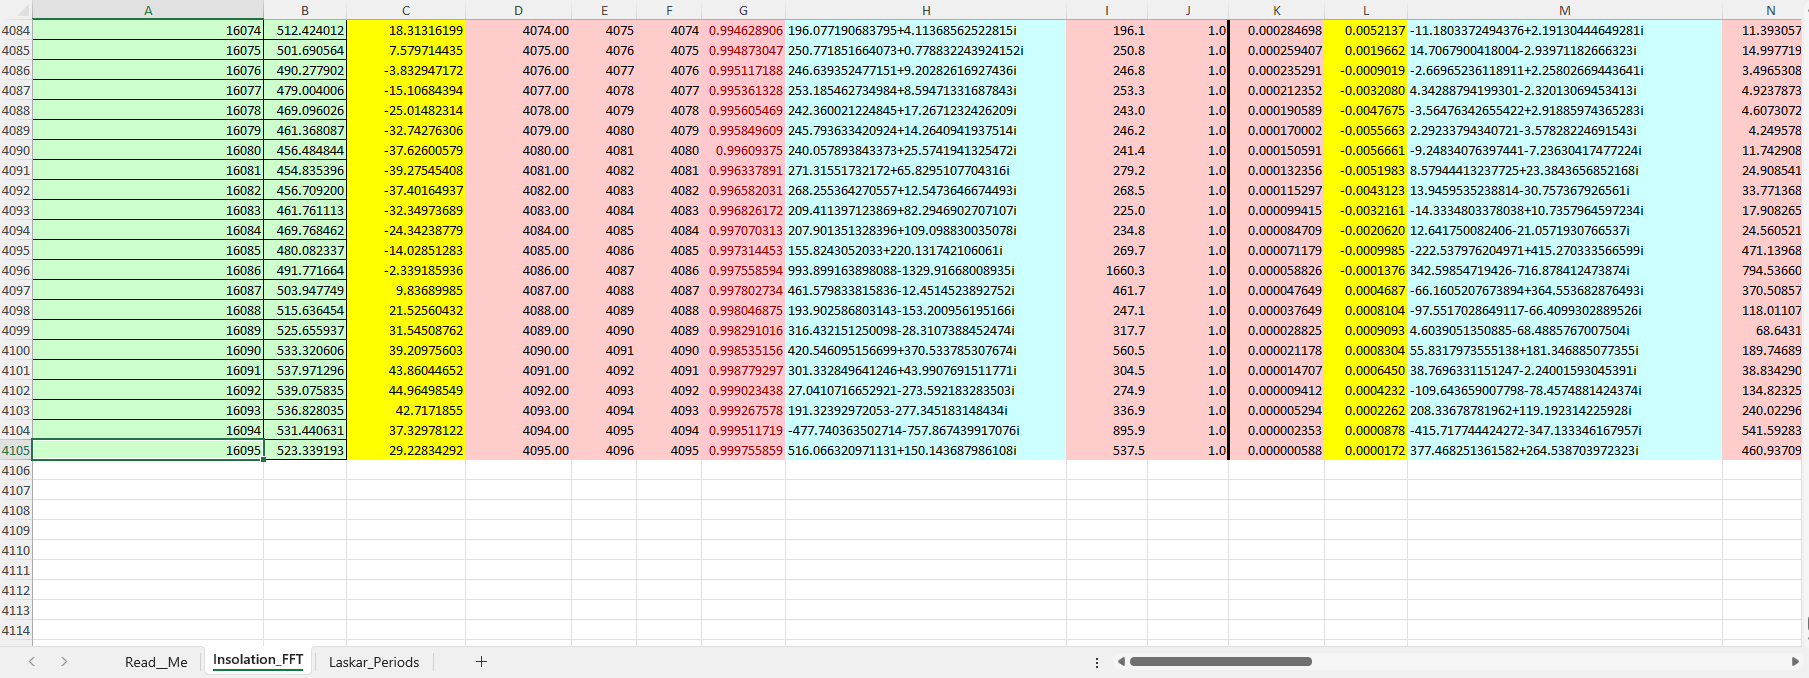 A B C D E F G H I J K L M N
4084 16074 512.424012 18.31316199 4074.00 4075 4074 0.994628906 196.077190683795+4.11368562522815i 196.1 1.0 0.000284698 0.0052137 -11.1803372494376+2.19130444649281i 11.393057
4085 16075 501.690564 7.579714435 4075.00 4076 4075 0.994873047 250.771851664073+0.778832243924152i 250.8 1.0 0.000259407 0.0019662 14.7067900418004-2.93971182666323i 14.997719
4086 16076 490.277902 -3.832947172 4076.00 4077 4076 0.995117188 246.639352477151+9.20282616927436i 246.8 1.0 0.000235291 -0.0009019 -2.66965236118911+2.25802669443641i 3.4965308
4087 16077 479.004006 -15.10684394 4077.00 4078 4077 0.995361328 253.185462734984+8.59471331687843i 253.3 1.0 0.000212352 -0.0032080 4.34288794199301-2.32013069453413i 4.9237873
4088 16078 469.096026 -25.01482314 4078.00 4079 4078 0.995605469 242.360021224845+17.2671232426209i 243.0 1.0 0.000190589 -0.0047675 -3.56476342655422+2.91885974365283i 4.6073072
4089 16079 461.368087 -32.74276306 4079.00 4080 4079 0.995849609 245.793633420924+14.2640941937514i 246.2 1.0 0.000170002 -0.0055663 2.29233794340721-3.57828224691543i 4.249578
4090 16080 456.484844 -37.62600579 4080.00 4081 4080 0.99609375 240.057893843373+25.5741941325472i 241.4 1.0 0.000150591 -0.0056661 -9.24834076397441-7.23630417477224i 11.742908
4091 16081 454.835396 -39.27545408 4081.00 4082 4081 0.996337891 271.31551732172+65.8295107704316i 279.2 1.0 0.000132356 -0.0051983 8.57944413237725+23.3843656852168i 24.908541
4092 16082 456.709200 -37.40164937 4082.00 4083 4082 0.996582031 268.255364270557+12.5473646674493i 268.5 1.0 0.000115297 -0.0043123 13.9459535238814-30.757367926561i 33.771368
4093 16083 461.761113 -32.34973689 4083.00 4084 4083 0.996826172 209.411397123869+82.2946902707107i 225.0 1.0 0.000099415 -0.0032161 -14.3334803378038+10.7357964597234i 17.908265
4094 16084 469.768462 -24.34238779 4084.00 4085 4084 0.997070313 207.901351328396+109.098830035078i 234.8 1.0 0.000084709 -0.0020620 12.641750082406-21.0571930766537i 24.560521
4095 16085 480.082337 -14.02851283 4085.00 4086 4085 0.997314453 155.8243052033+220.131742106061i 269.7 1.0 0.000071179 -0.0009985 -222.537976204971+415.270333566599i 471.13968
4096 16086 491.771664 -2.339185936 4086.00 4087 4086 0.997558594 993.899163898088-1329.91668008935i 1660.3 1.0 0.000058826 -0.0001376 342.59854719426-716.878412473874i 794.53660
4097 16087 503.947749 9.83689985 4087.00 4088 4087 0.997802734 461.579833815836-12.4514523892752i 461.7 1.0 0.000047649 0.0004687 -66.1605207673894+364.553682876493i 370.50857
4098 16088 515.636454 21.52560432 4088.00 4089 4088 0.998046875 193.902586803143-153.200956195166i 247.1 1.0 0.000037649 0.0008104 -97.5517028649117-66.4099302889526i 118.01107
4099 16089 525.655937 31.54508762 4089.00 4090 4089 0.998291016 316.432151250098-28.3107388452474i 317.7 1.0 0.000028825 0.0009093 4.6039051350885-68.4885767007504i 68.6431
4100 16090 533.320606 39.20975603 4090.00 4091 4090 0.998535156 420.546095156699+370.533785307674i 560.5 1.0 0.000021178 0.0008304 55.8317973555138+181.346885077355i 189.74689
4101 16091 537.971296 43.86044652 4091.00 4092 4091 0.998779297 301.332849641246+43.9907691511771i 304.5 1.0 0.000014707 0.0006450 38.7696331151247-2.24001593045391i 38.834290
4102 16092 539.075835 44.96498549 4092.00 4093 4092 0.999023438 27.0410716652921-273.592183283503i 274.9 1.0 0.000009412 0.0004232 -109.643659007798-78.4574881424374i 134.82325
4103 16093 536.828035 42.7171855 4093.00 4094 4093 0.999267578 191.32392972053-277.345183148434i 336.9 1.0 0.000005294 0.0002262 208.33678781962+119.192314225928i 240.02296
4104 16094 531.440631 37.32978122 4094.00 4095 4094 0.999511719 -477.740363502714-757.867439917076i 895.9 1.0 0.000002353 0.0000878 -415.717744424272-347.133346167957i 541.59283
4105 16095 523.339193 29.22834292 4095.00 4096 4095 0.999755859 516.066320971131+150.143687986108i 537.5 1.0 0.000000588 0.0000172 377.468251361582+264.538703972323i 460.93709
4106
4107
4108
4109
4110
4111
4112
4113
4114
Read__Me Insolation_FFT Laskar_Periods +